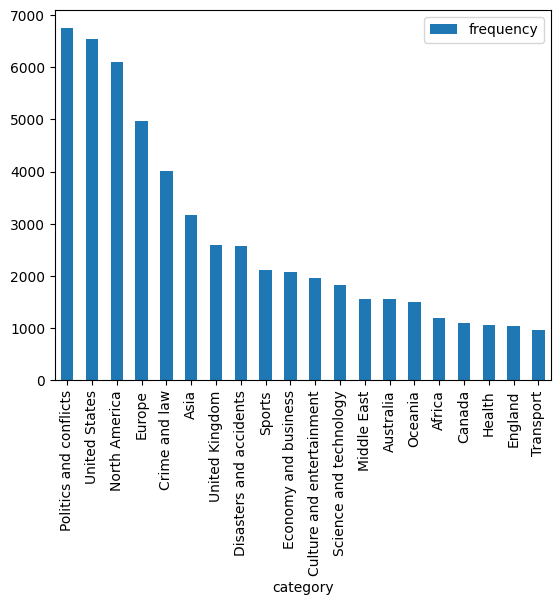 7000
6000
5000
4000
3000
2000
1000
0
frequency
Politics and conflicts
United States
North America
Europe
Crime and law
Asia
United Kingdom
Disasters and accidents
Sports
Economy and business
Culture and entertainment
Science and technology
Middle East
Australia
Oceania
Africa
Canada
Health
England
Transport
category